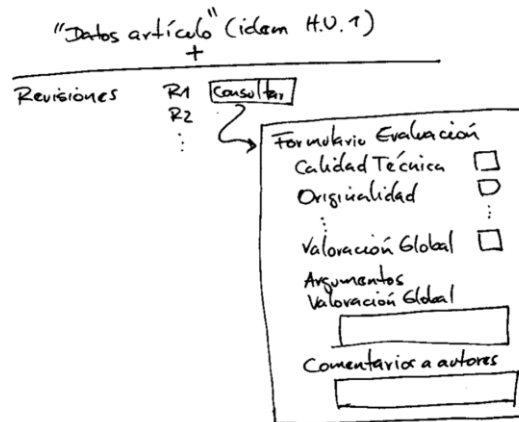 "Datos artículo" (idem H.U.1)
+
Revisiones R1 Consultar
R2
⋮
Formulario Evaluación
Calidad Técnica
Originalidad
⋮
Valoración Global
Argumentos
Valoración Global
Comentarios a autores